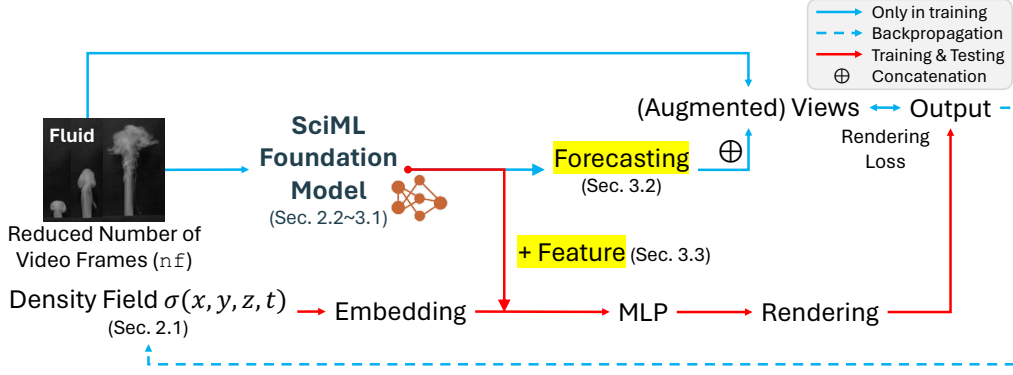 Only in training
Backpropagation
Training & Testing
⊕ Concatenation
(Augmented) Views
Output
Rendering
Loss
Fluid
SciML
Foundation
Model
(Sec. 2.2~3.1)
Forecasting
(Sec. 3.2)
⊕
Reduced Number of
Video Frames (nf)
+ Feature (Sec. 3.3)
Density Field σ(x, y, z, t)
(Sec. 2.1)
Embedding
MLP
Rendering